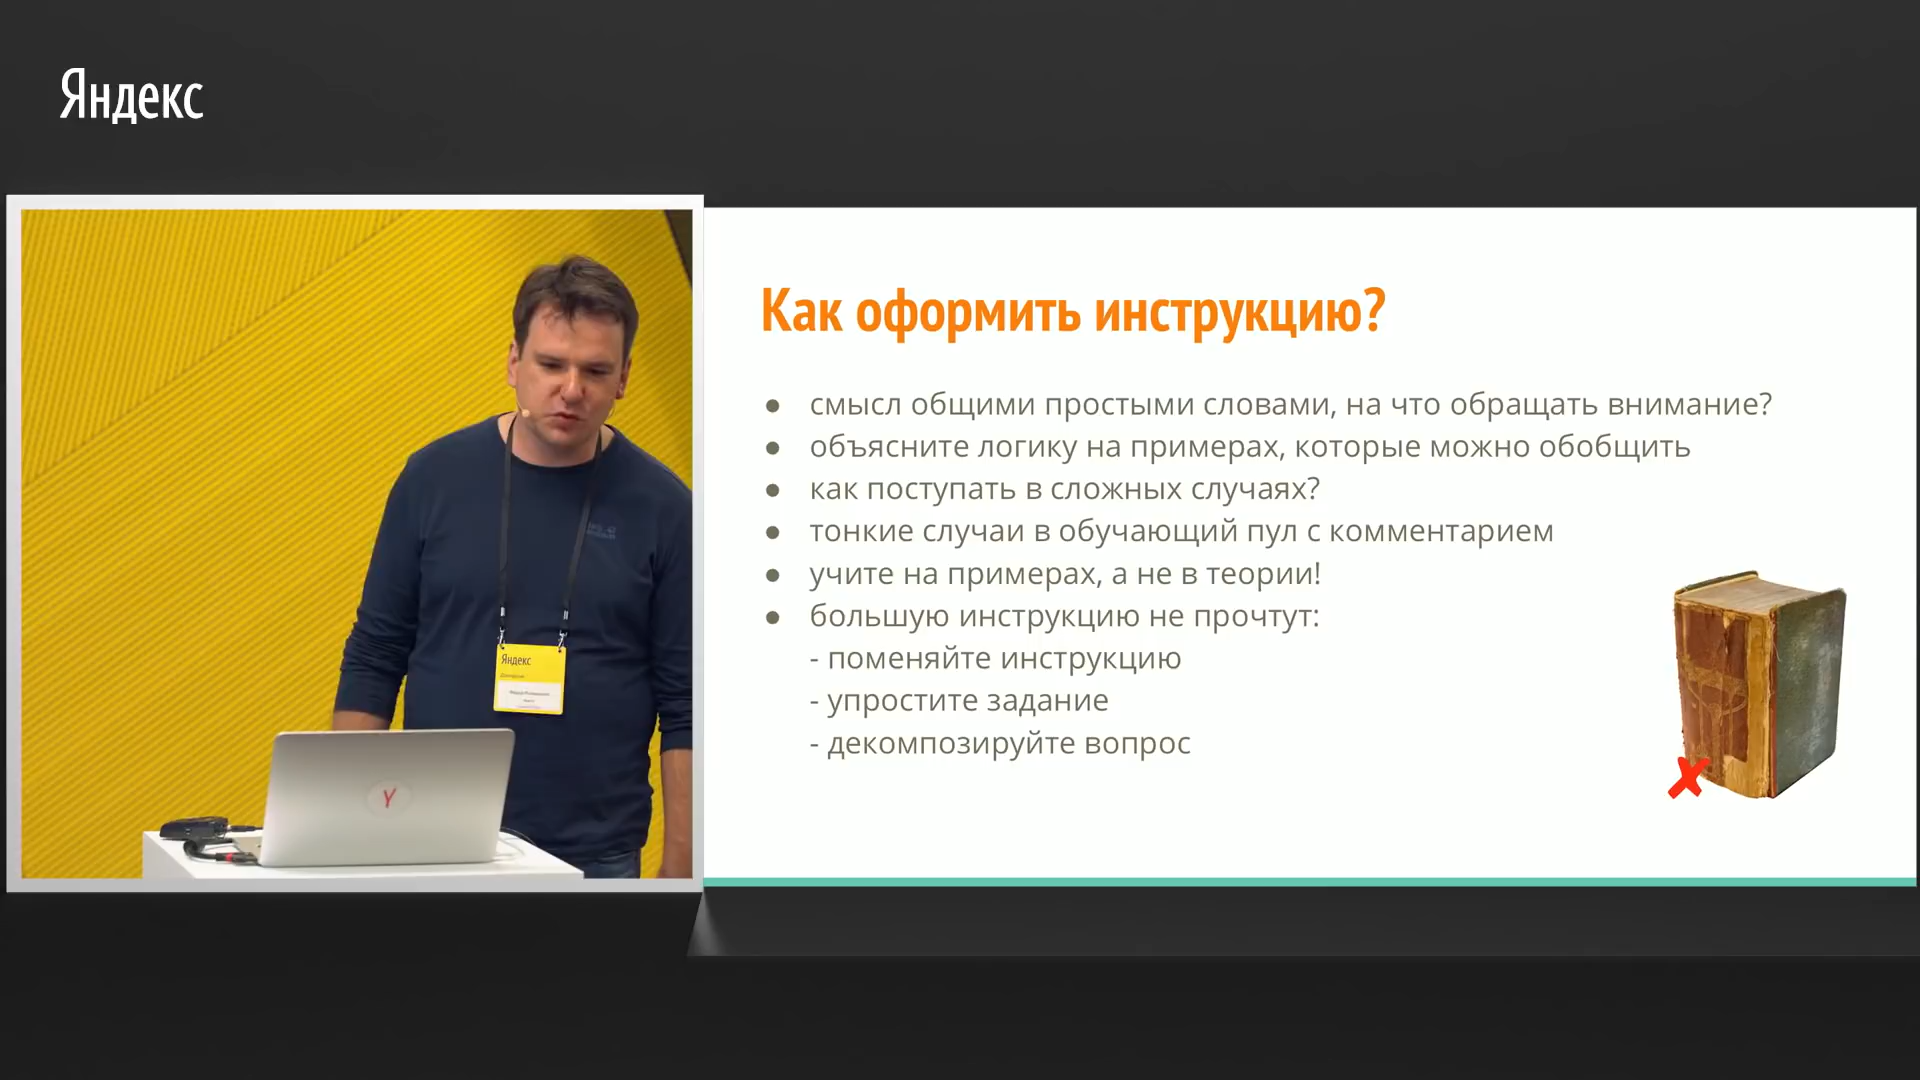 Яндекс
Как оформить инструкцию?
● смысл общими простыми словами, на что обращать внимание?
● объясните логику на примерах, которые можно обобщить
● как поступать в сложных случаях?
● тонкие случаи в обучающий пул с комментарием
● учите на примерах, а не в теории!
● большую инструкцию не прочтут:
- поменяйте инструкцию
- упростите задание
- декомпозируйте вопрос
Яндекс
Y